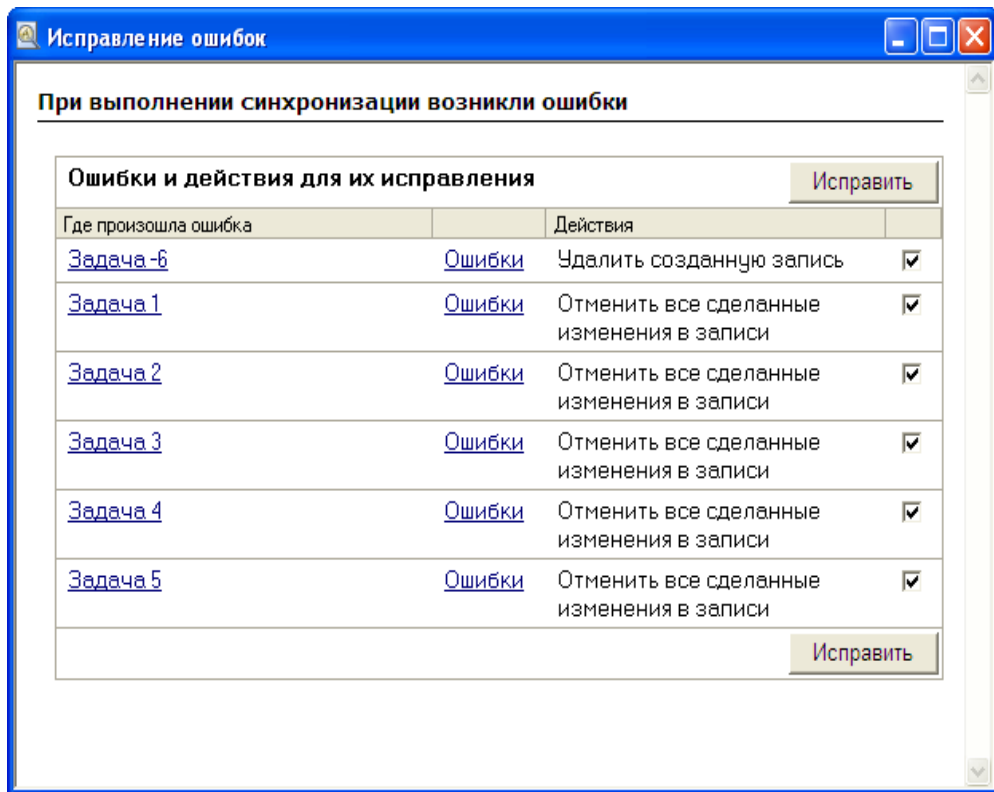 Исправление ошибок
При выполнении синхронизации возникли ошибки
Ошибки и действия для их исправления
Исправить
Где произошла ошибка Действия
Задача -6 Ошибки Удалить созданную запись
Задача 1 Ошибки Отменить все сделанные
изменения в записи
Задача 2 Ошибки Отменить все сделанные
изменения в записи
Задача 3 Ошибки Отменить все сделанные
изменения в записи
Задача 4 Ошибки Отменить все сделанные
изменения в записи
Задача 5 Ошибки Отменить все сделанные
изменения в записи
Исправить